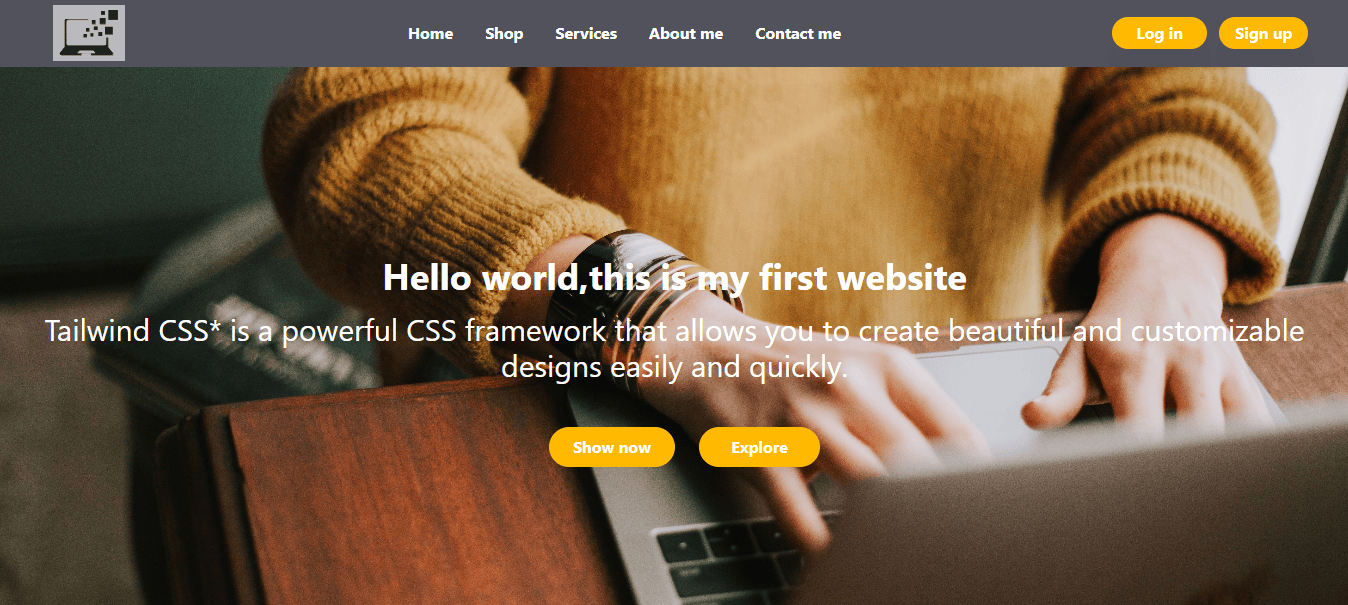 Home Shop Services About me Contact me Log in Sign up
Hello world,this is my first website
Tailwind CSS* is a powerful CSS framework that allows you to create beautiful and customizable
designs easily and quickly.
Show now Explore